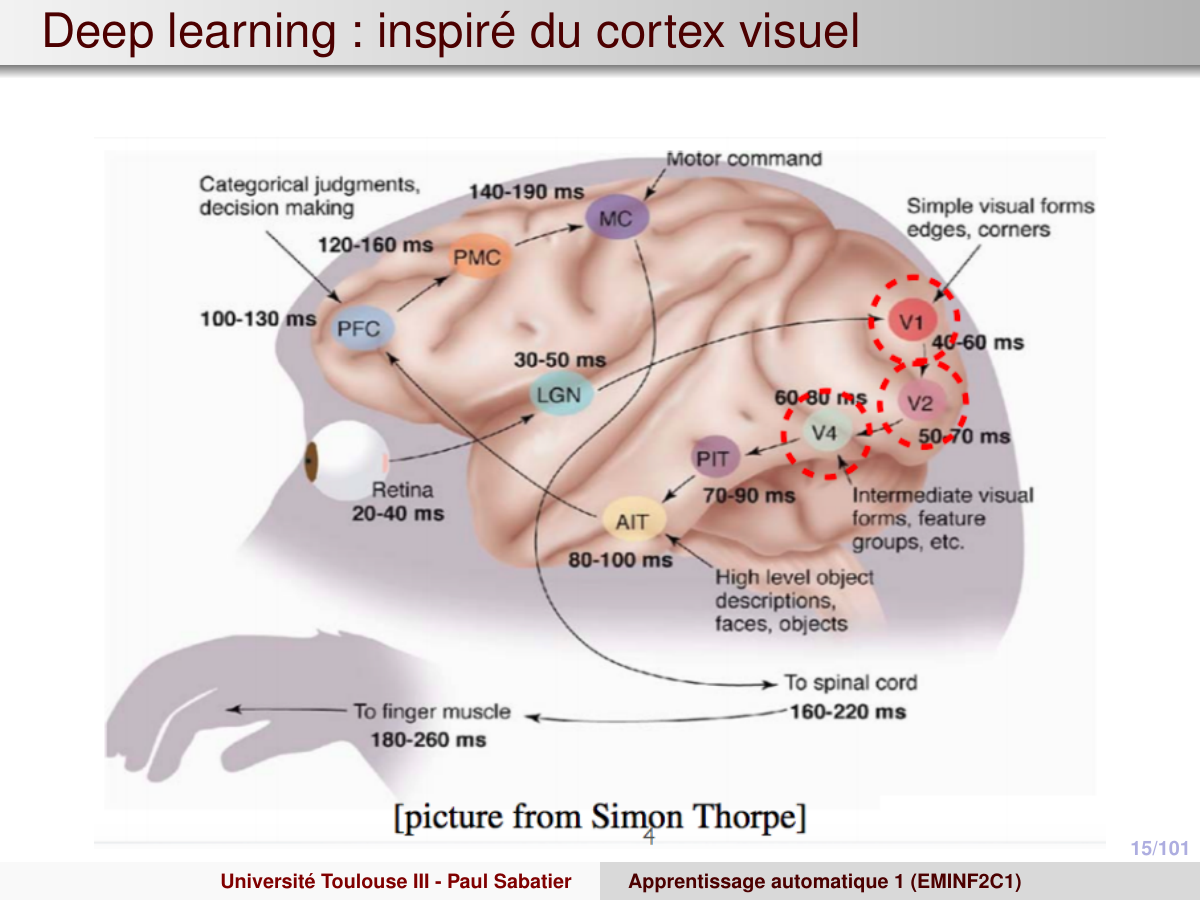 Deep learning : inspiré du cortex visuel
Motor command
Categorical judgments,
decision making
140-190 ms
MC
Simple visual forms
edges, corners
120-160 ms
PMC
100-130 ms
PFC
V1
40-60 ms
30-50 ms
LGN
60-80 ms
V2
V4
50-70 ms
PIT
70-90 ms
Retina
20-40 ms
Intermediate visual
forms, feature
groups, etc.
AIT
80-100 ms
High level object
descriptions,
faces, objects
To spinal cord
160-220 ms
To finger muscle
180-260 ms
[picture from Simon Thorpe]
4
15/101
Université Toulouse III - Paul Sabatier
Apprentissage automatique 1 (EMINF2C1)